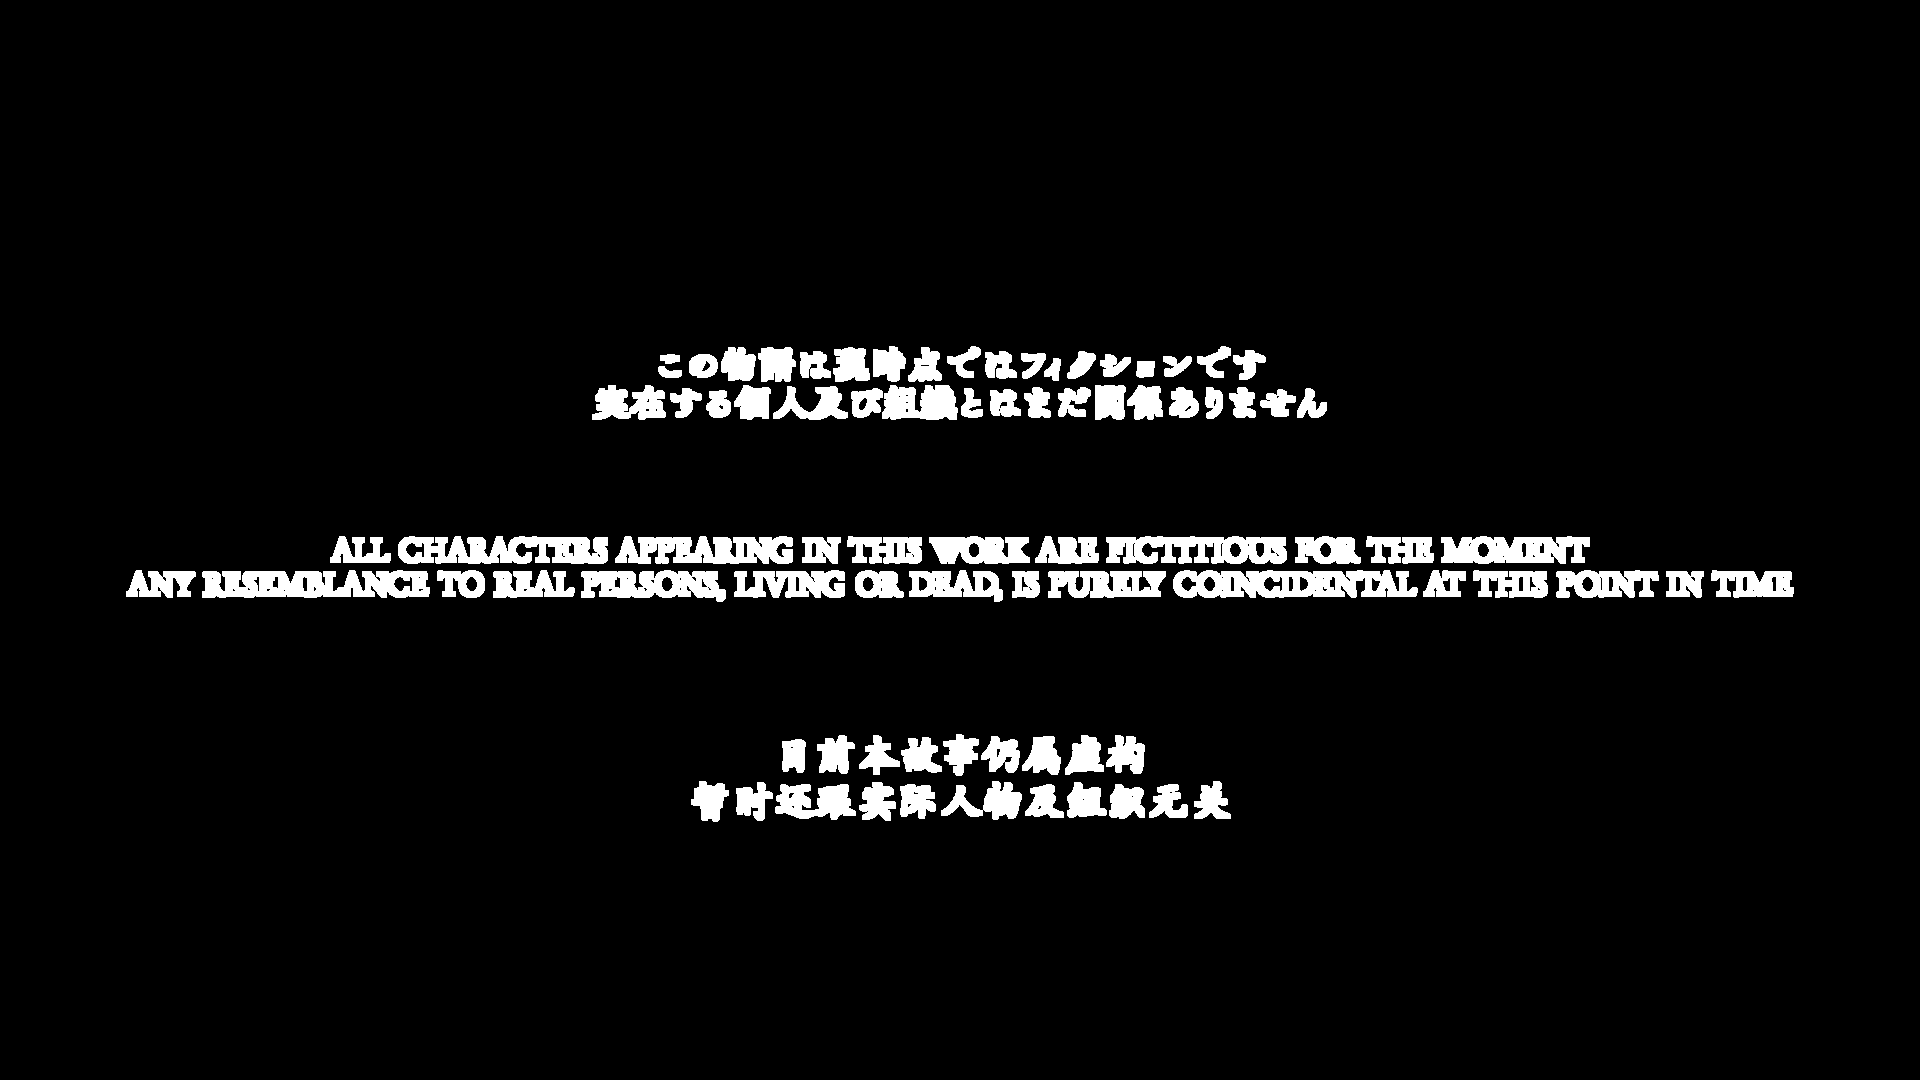 この物語は現時点ではフィクションです
実在する個人及び組織とはまだ関係ありません
ALL CHARACTERS APPEARING IN THIS WORK ARE FICTITIOUS FOR THE MOMENT
ANY RESEMBLANCE TO REAL PERSONS, LIVING OR DEAD, IS PURELY COINCIDENTAL AT THIS POINT IN TIME
目前本故事仍属虚构
暂时还跟实际人物及组织无关